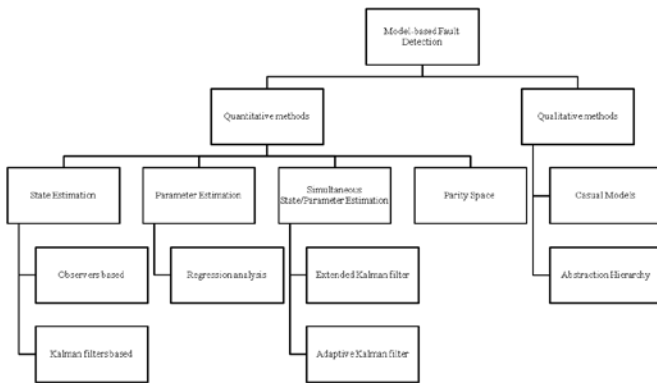 Model-based Fault
Detection
Quantitative methods
Qualitative methods
State Estimation
Parameter Estimation
Simultaneous
State/Parameter Estimation
Parity Space
Casual Models
Observers based
Regression analysis
Extended Kalman filter
Abstraction Hierarchy
Kalman filters based
Adaptive Kalman filter